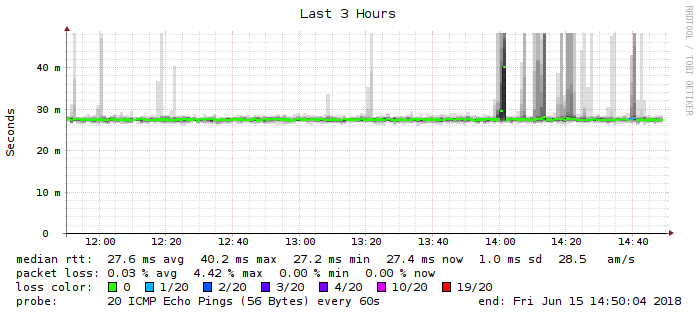 Last 3 Hours
RRDTOOL / TOBI OETIKER
Seconds
40 m
30 m
20 m
10 m
0
12:00 12:20 12:40 13:00 13:20 13:40 14:00 14:20 14:40
median rtt: 27.6 ms avg 40.2 ms max 27.2 ms min 27.4 ms now 1.0 ms sd 28.5 am/s
packet loss: 0.03 % avg 4.42 % max 0.00 % min 0.00 % now
loss color: 0 1/20 2/20 3/20 4/20 10/20 19/20
probe: 20 ICMP Echo Pings (56 Bytes) every 60s end: Fri Jun 15 14:50:04 2018